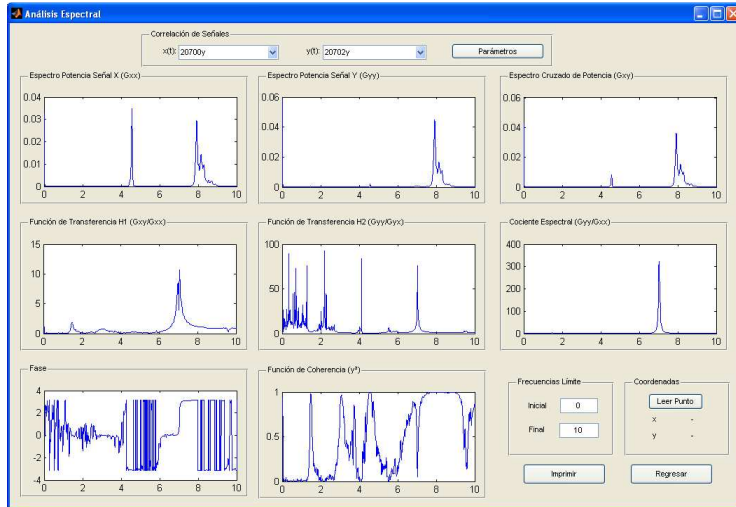 Análisis Espectral
Correlación de Señales
x(t): 20700y y(t): 20702y Parámetros
Espectro Potencia Señal X (Gxx) Espectro Potencia Señal Y (Gyy) Espectro Cruzado de Potencia (Gxy)
0.04 0.06 0.06
0.03 0.04 0.04
0.02
0.01 0.02 0.02
0 0 0
0 2 4 6 8 10 0 2 4 6 8 10 0 2 4 6 8 10
Función de Transferencia H1 (Gxy/Gxx) Función de Transferencia H2 (Gyy/Gyx) Cociente Espectral (Gyy/Gxx)
15 100 400
10 300
50 200
5 100
0 0 0
0 2 4 6 8 10 0 2 4 6 8 10 0 2 4 6 8 10
Fase Función de Coherencia (γ²) Frecuencias Límite Coordenadas
4 1
2 Inicial 0 Leer Punto
0 0.5 x -
-2 Final 10 y -
-4 0
0 2 4 6 8 10 0 2 4 6 8 10
Imprimir Regresar